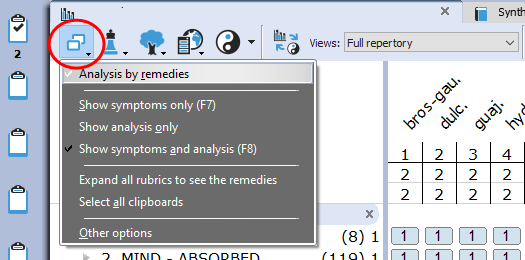 Synth
2
Views: Full repertory
Analysis by remedies
Show symptoms only (F7)
Show analysis only
Show symptoms and analysis (F8)
Expand all rubrics to see the remedies
Select all clipboards
Other options
bros-gau. dulc. guaj. hyd
1 2 3 4
2 2 2 2
2 2 2 2
(8) 1 1 1 1 1
2. MIND - ABSORBED (119) 1 1 1 1 1